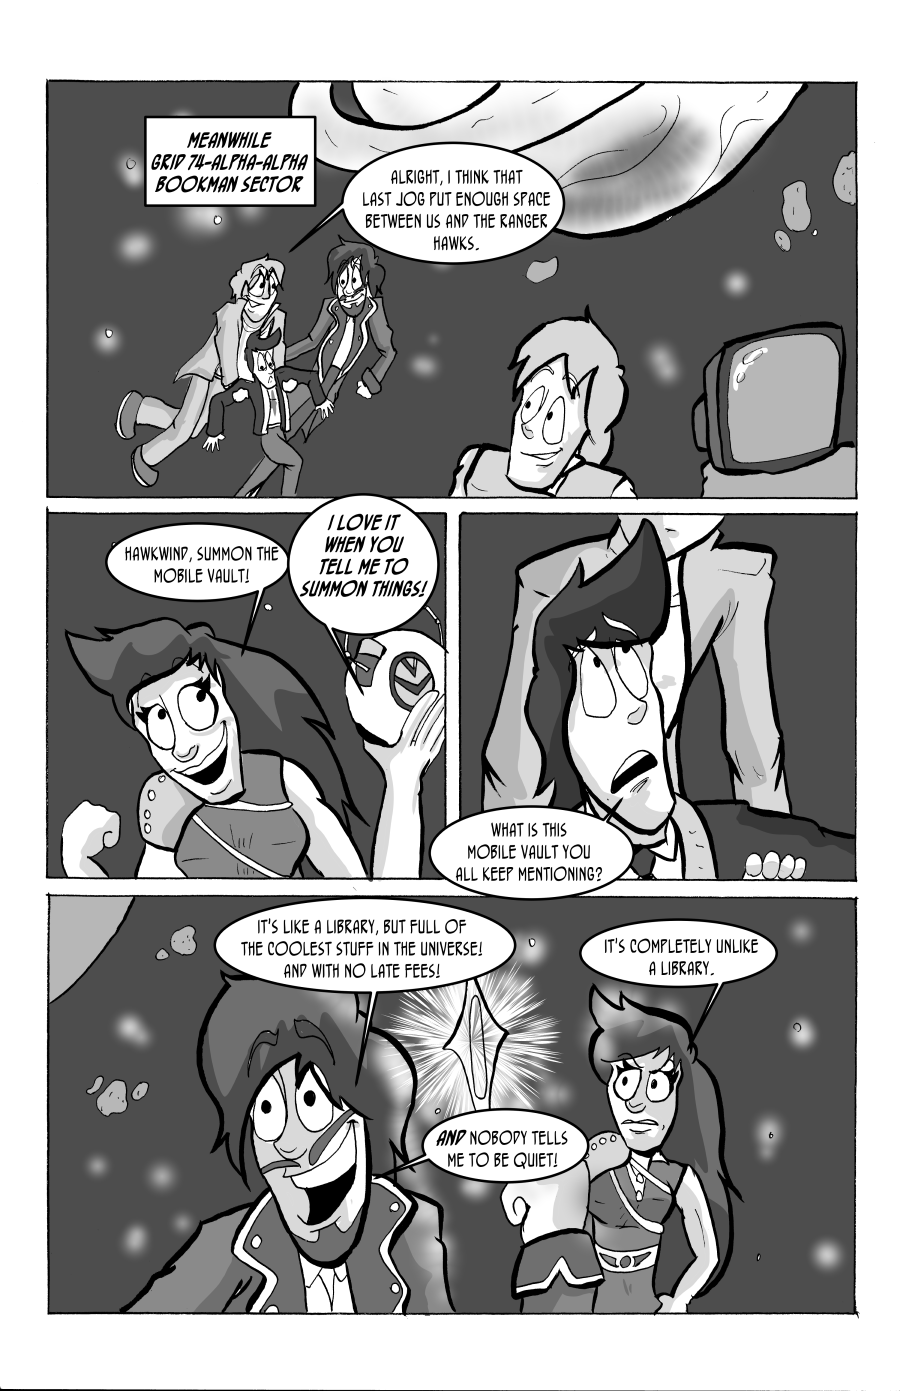 MEANWHILE
GRID 74-ALPHA-ALPHA
BOOKMAN SECTOR
ALRIGHT, I THINK THAT
LAST JOG PUT ENOUGH SPACE
BETWEEN US AND THE RANGER
HAWKS.
HAWKWIND, SUMMON THE
MOBILE VAULT!
I LOVE IT
WHEN YOU
TELL ME TO
SUMMON THINGS!
WHAT IS THIS
MOBILE VAULT YOU
ALL KEEP MENTIONING?
IT'S LIKE A LIBRARY, BUT FULL OF
THE COOLEST STUFF IN THE UNIVERSE!
AND WITH NO LATE FEES!
IT'S COMPLETELY UNLIKE
A LIBRARY.
AND NOBODY TELLS
ME TO BE QUIET!